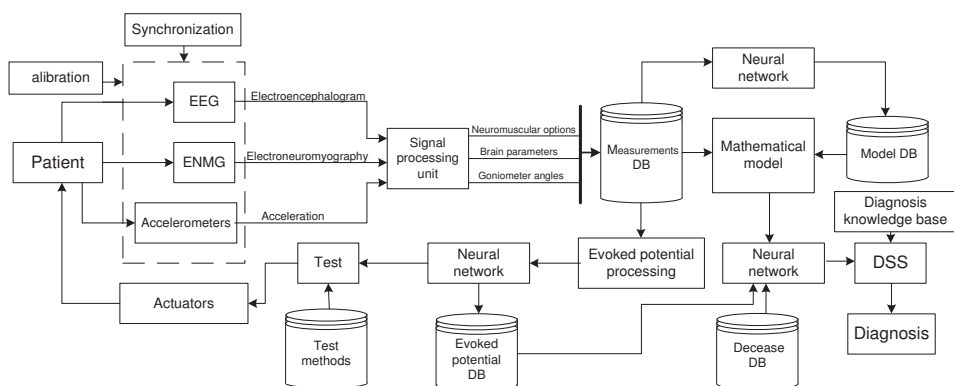 Synchronization
alibration
EEG
ENMG
Accelerometers
Patient
Electroencephalogram
Electroneuromyography
Acceleration
Signal
processing
unit
Neuromuscular options
Brain parameters
Goniometer angles
Measurements
DB
Neural
network
Mathematical
model
Model DB
Diagnosis
knowledge base
Evoked potential
processing
Neural
network
DSS
Diagnosis
Neural
network
Test
Actuators
Test
methods
Evoked
potential
DB
Decease
DB